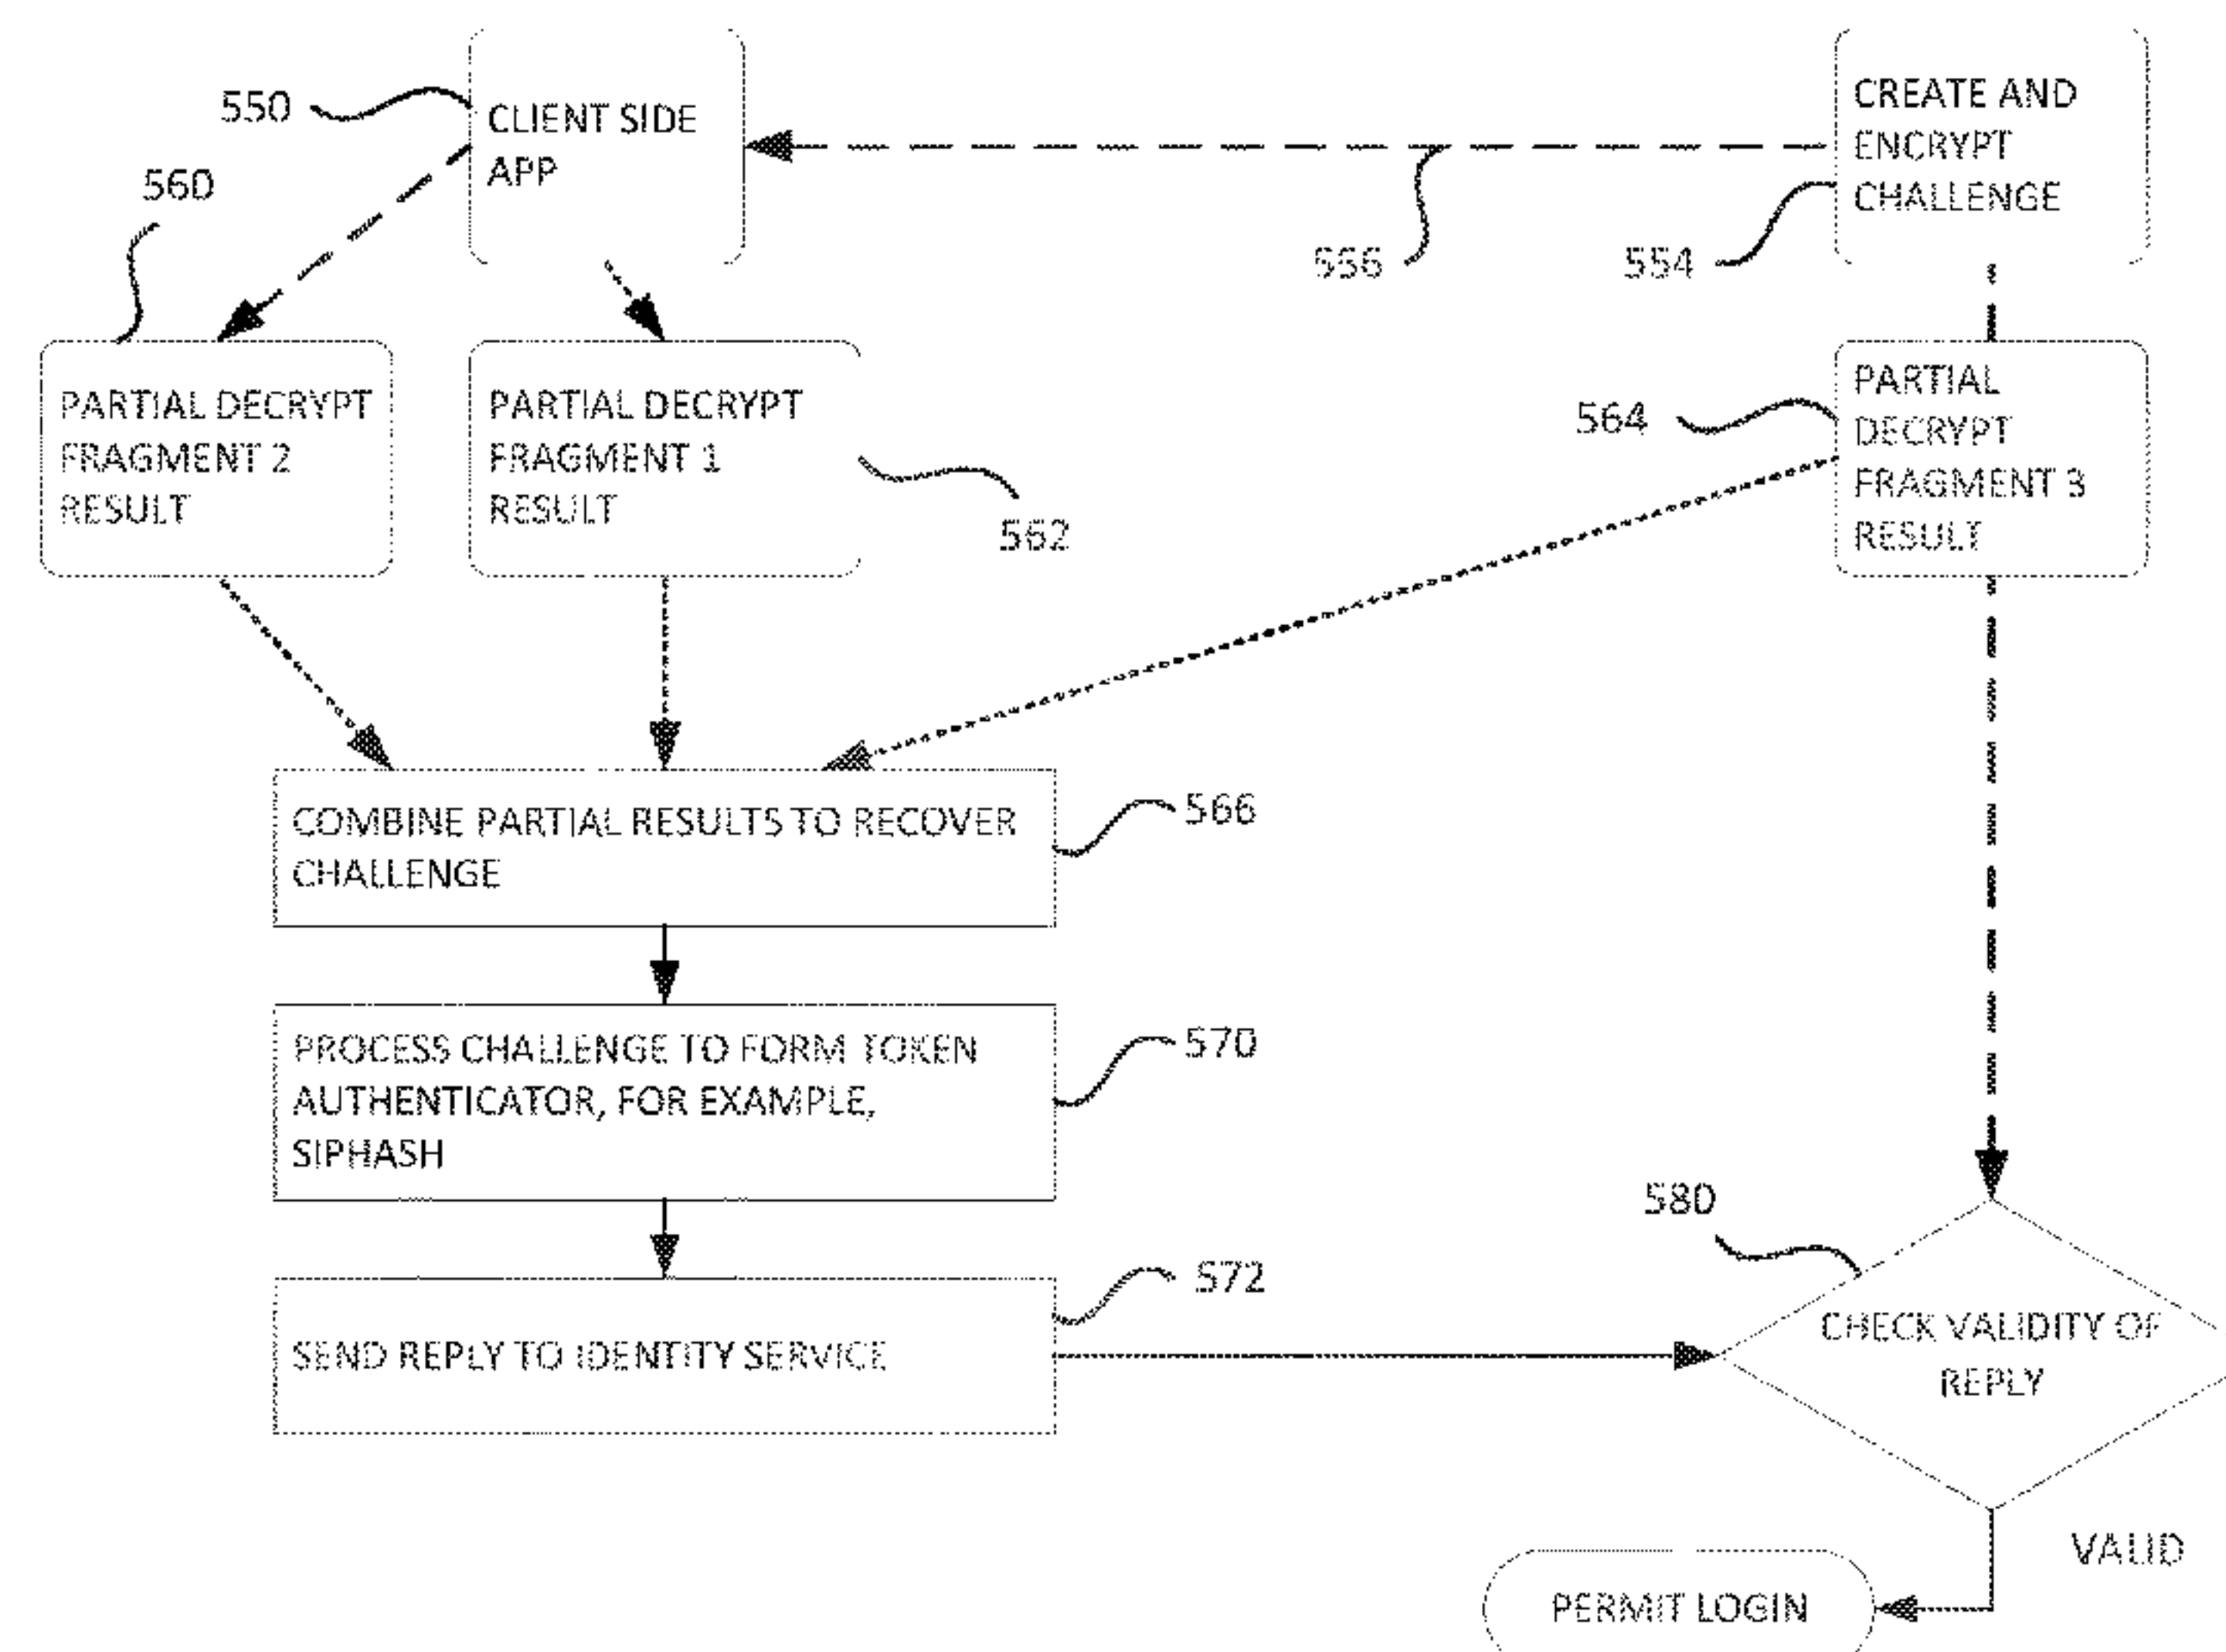 550
CLIENT SIDE
APP
CREATE AND
ENCRYPT
CHALLENGE
560
556
554
PARTIAL DECRYPT
FRAGMENT 2
RESULT
PARTIAL DECRYPT
FRAGMENT 1
RESULT
562
564
PARTIAL
DECRYPT
FRAGMENT 3
RESULT
COMBINE PARTIAL RESULTS TO RECOVER
CHALLENGE
566
PROCESS CHALLENGE TO FORM TOKEN
AUTHENTICATOR, FOR EXAMPLE,
SIPHASH
570
SEND REPLY TO IDENTITY SERVICE
572
580
CHECK VALIDITY OF
REPLY
VALID
PERMIT LOGIN